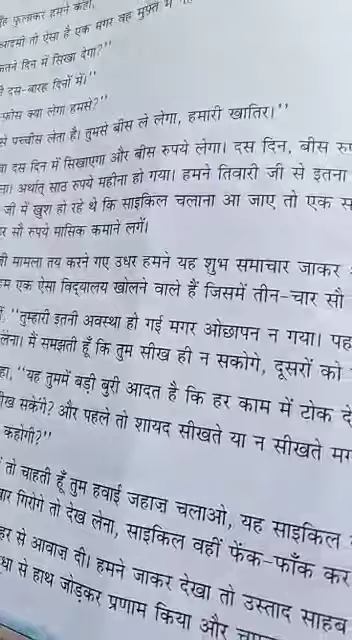 फुलाकर हमने कहा,
आदमी तो ऐसा है एक मगर वह मुफ़्त में
कितने दिन में सिखा देगा?''
दस-बारह दिनों में।''
फीस क्या लेगा हमसे?''
से पच्चीस लेता है। तुमसे बीस ले लेगा, हमारी खातिर।''
दस दिन में सिखाएगा और बीस रुपये लेगा। दस दिन, बीस
अर्थात् साठ रुपये महीना हो गया। हमने तिवारी जी से इतना
जी में खुश हो रहे थे कि साइकिल चलाना आ जाए तो एक
सौ रुपये मासिक कमाने लगें।
मामला तय करने गए उधर हमने यह शुभ समाचार जाकर
एक ऐसा विद्यालय खोलने वाले हैं जिसमें तीन-चार सौ
''तुम्हारी इतनी अवस्था हो गई मगर ओछापन न गया।
लेना। मैं समझती हूँ कि तुम सीख ही न सकोगे, दूसरों को
''यह तुममें बड़ी बुरी आदत है कि हर काम में टोक
सकेंगे? और पहले तो शायद सीखते या न सीखते
कहोगी?''
तो चाहती हूँ तुम हवाई जहाज़ चलाओ, यह साइकिल
गिरोगे तो देख लेना, साइकिल वहीं फेंक-फाँक कर
से आवाज़ दी। हमने जाकर देखा तो उस्ताद साहब
से हाथ जोड़कर प्रणाम किया और